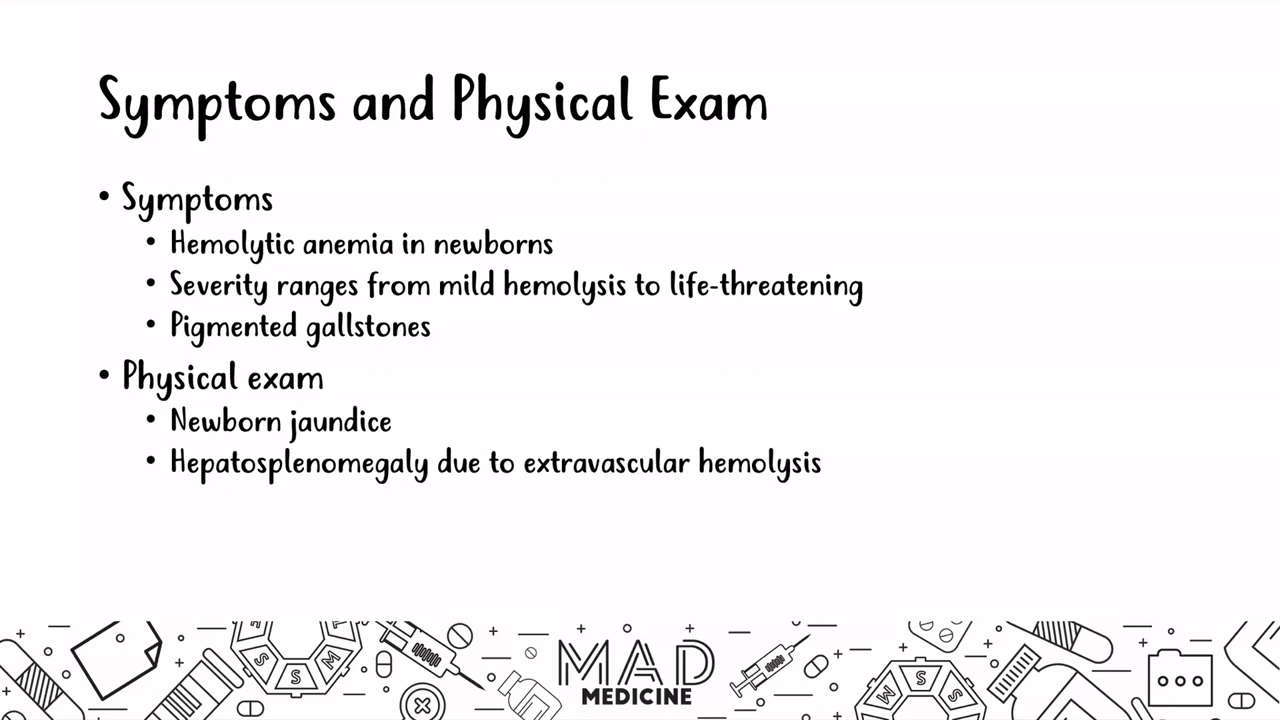 Symptoms and Physical Exam
• Symptoms
• Hemolytic anemia in newborns
• Severity ranges from mild hemolysis to life-threatening
• Pigmented gallstones
• Physical exam
• Newborn jaundice
• Hepatosplenomegaly due to extravascular hemolysis
S S M
M S S
MAD
MEDICINE